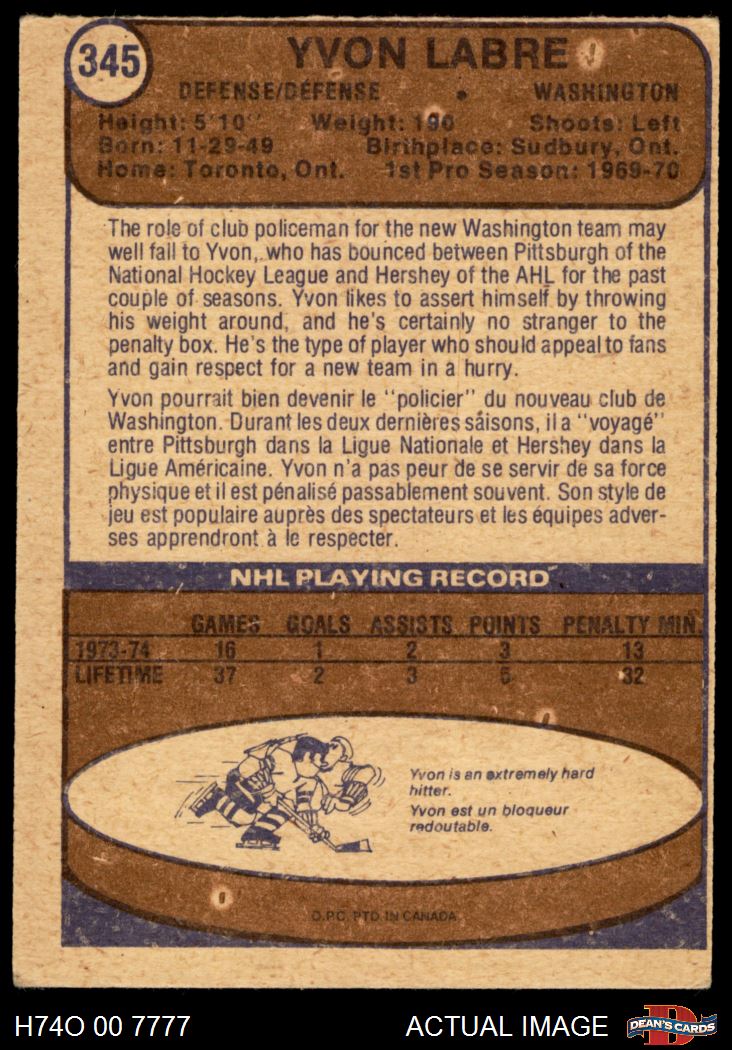 345
YVON LABRE
DEFENSE/DÉFENSE • WASHINGTON
Height: 5'10" Weight: 190 Shoots: Left
Born: 11-29-49 Birthplace: Sudbury, Ont.
Home: Toronto, Ont. 1st Pro Season: 1969-70
The role of club policeman for the new Washington team may
well fall to Yvon, who has bounced between Pittsburgh of the
National Hockey League and Hershey of the AHL for the past
couple of seasons. Yvon likes to assert himself by throwing
his weight around, and he's certainly no stranger to the
penalty box. He's the type of player who should appeal to fans
and gain respect for a new team in a hurry.
Yvon pourrait bien devenir le "policier" du nouveau club de
Washington. Durant les deux dernières saisons, il a "voyagé"
entre Pittsburgh dans la Ligue Nationale et Hershey dans la
Ligue Américaine. Yvon n'a pas peur de se servir de sa force
physique et il est pénalisé passablement souvent. Son style de
jeu est populaire auprès des spectateurs et les équipes adver-
ses apprendront à le respecter.
NHL PLAYING RECORD
GAMES GOALS ASSISTS POINTS PENALTY MIN.
1973-74 16 1 2 3 13
LIFETIME 37 2 3 5 32
Yvon is an extremely hard
hitter.
Yvon est un bloqueur
redoutable.
O.P.C. PTD. IN CANADA
H74O 00 7777 ACTUAL IMAGE
D
DEAN'S CARDS